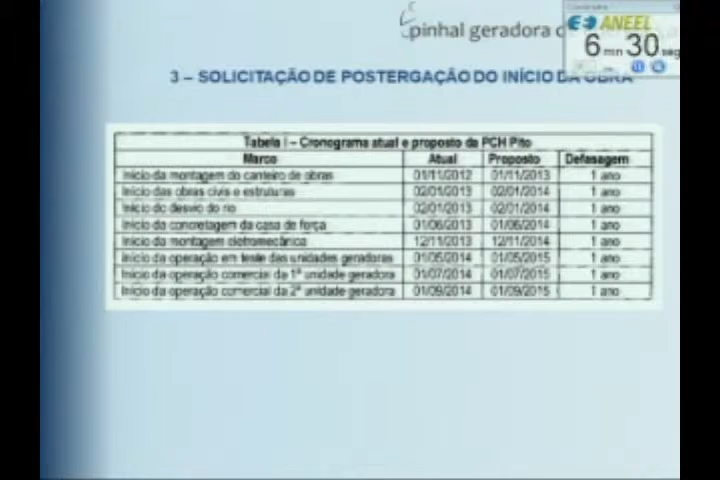 pinhal geradora d
ANEEL
6 min 30 seg
3 – SOLICITAÇÃO DE POSTERGAÇÃO DO INÍCIO DA OBRA
Tabela I – Cronograma atual e proposto da PCH Pito
Marco Atual Proposto Defasagem
Início da montagem do canteiro de obras 01/11/2012 01/11/2013 1 ano
Início das obras civis e estruturas 02/01/2013 02/01/2014 1 ano
Início do desvio do rio 02/01/2013 02/01/2014 1 ano
Início da concretagem da casa de força 01/06/2013 01/06/2014 1 ano
Início da montagem eletromecânica 12/11/2013 12/11/2014 1 ano
Início da operação em teste das unidades geradoras 01/05/2014 01/05/2015 1 ano
Início da operação comercial da 1ª unidade geradora 01/07/2014 01/07/2015 1 ano
Início da operação comercial da 2ª unidade geradora 01/09/2014 01/09/2015 1 ano